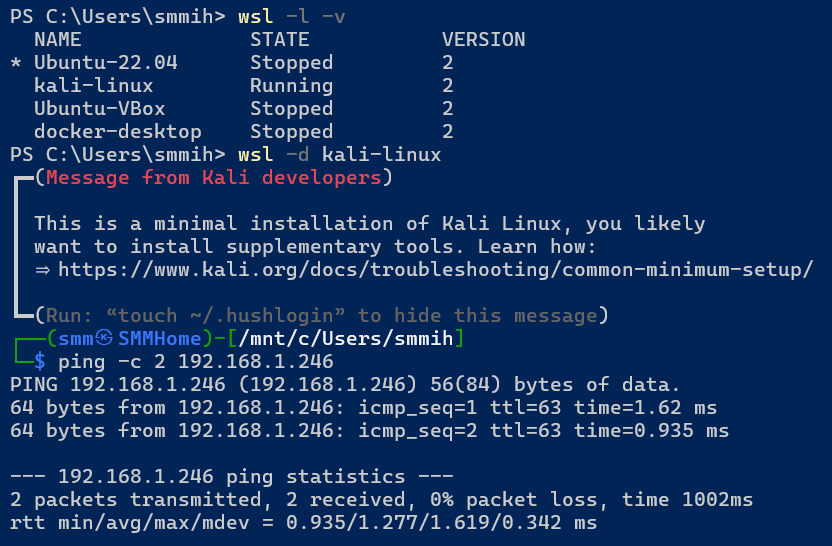 PS C:\Users\smmih> wsl -l -v
  NAME              STATE           VERSION
* Ubuntu-22.04      Stopped         2
  kali-linux        Running         2
  Ubuntu-VBox       Stopped         2
  docker-desktop    Stopped         2
PS C:\Users\smmih> wsl -d kali-linux
┏━(Message from Kali developers)
┃
┃ This is a minimal installation of Kali Linux, you likely
┃ want to install supplementary tools. Learn how:
┃ ⇒ https://www.kali.org/docs/troubleshooting/common-minimum-setup/
┃
┗━(Run: “touch ~/.hushlogin” to hide this message)
┌──(smm㉿SMMHome)-[/mnt/c/Users/smmih]
└─$ ping -c 2 192.168.1.246
PING 192.168.1.246 (192.168.1.246) 56(84) bytes of data.
64 bytes from 192.168.1.246: icmp_seq=1 ttl=63 time=1.62 ms
64 bytes from 192.168.1.246: icmp_seq=2 ttl=63 time=0.935 ms

--- 192.168.1.246 ping statistics ---
2 packets transmitted, 2 received, 0% packet loss, time 1002ms
rtt min/avg/max/mdev = 0.935/1.277/1.619/0.342 ms